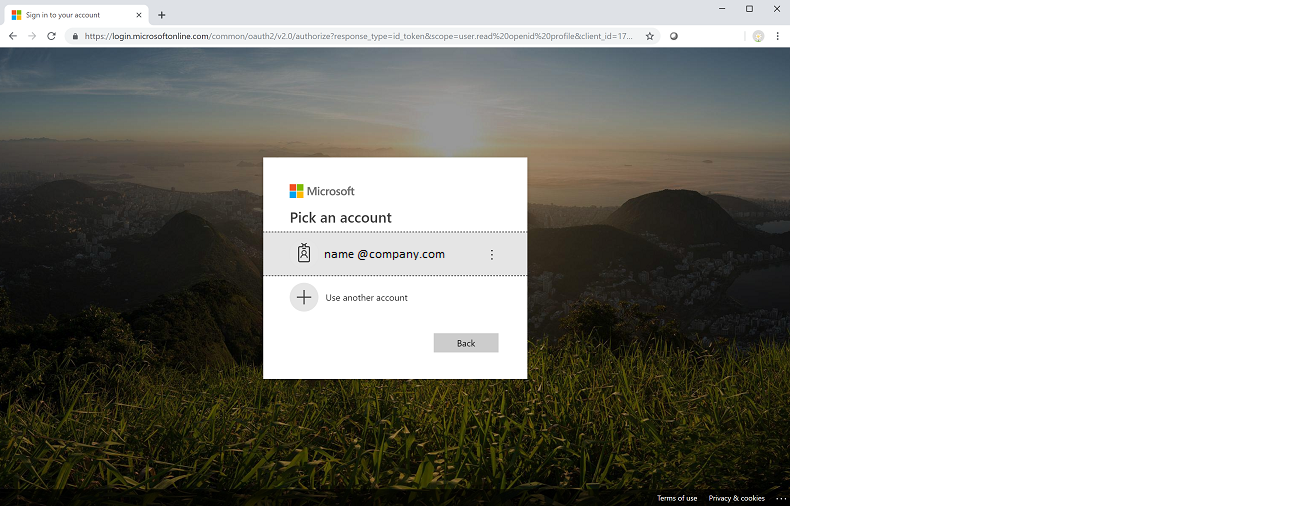 Sign in to your account
https://login.microsoftonline.com/common/oauth2/v2.0/authorize?response_type=id_token&scope=user.read%20openid%20profile&client_id=17...
Microsoft
Pick an account
name @company.com
Use another account
Back
Terms of use Privacy & cookies ...